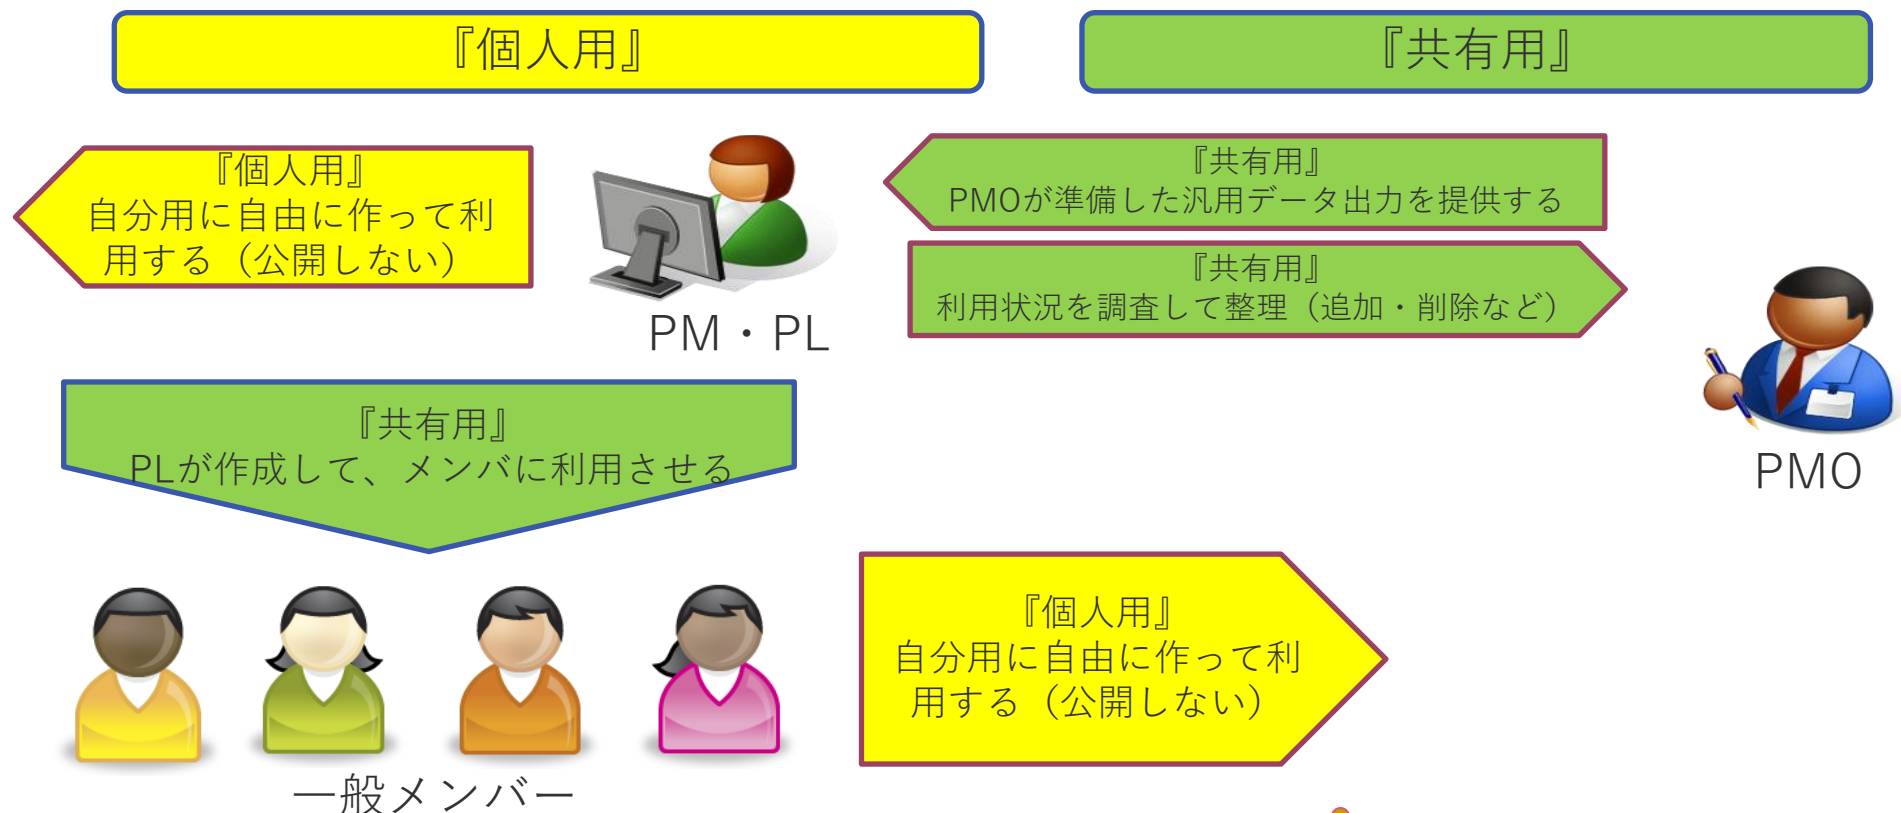 『個人用』
『共有用』
『個人用』
自分用に自由に作って利
用する（公開しない）
PM・PL
『共有用』
PMOが準備した汎用データ出力を提供する
『共有用』
利用状況を調査して整理（追加・削除など）
PMO
『共有用』
PLが作成して、メンバに利用させる
一般メンバー
『個人用』
自分用に自由に作って利
用する（公開しない）